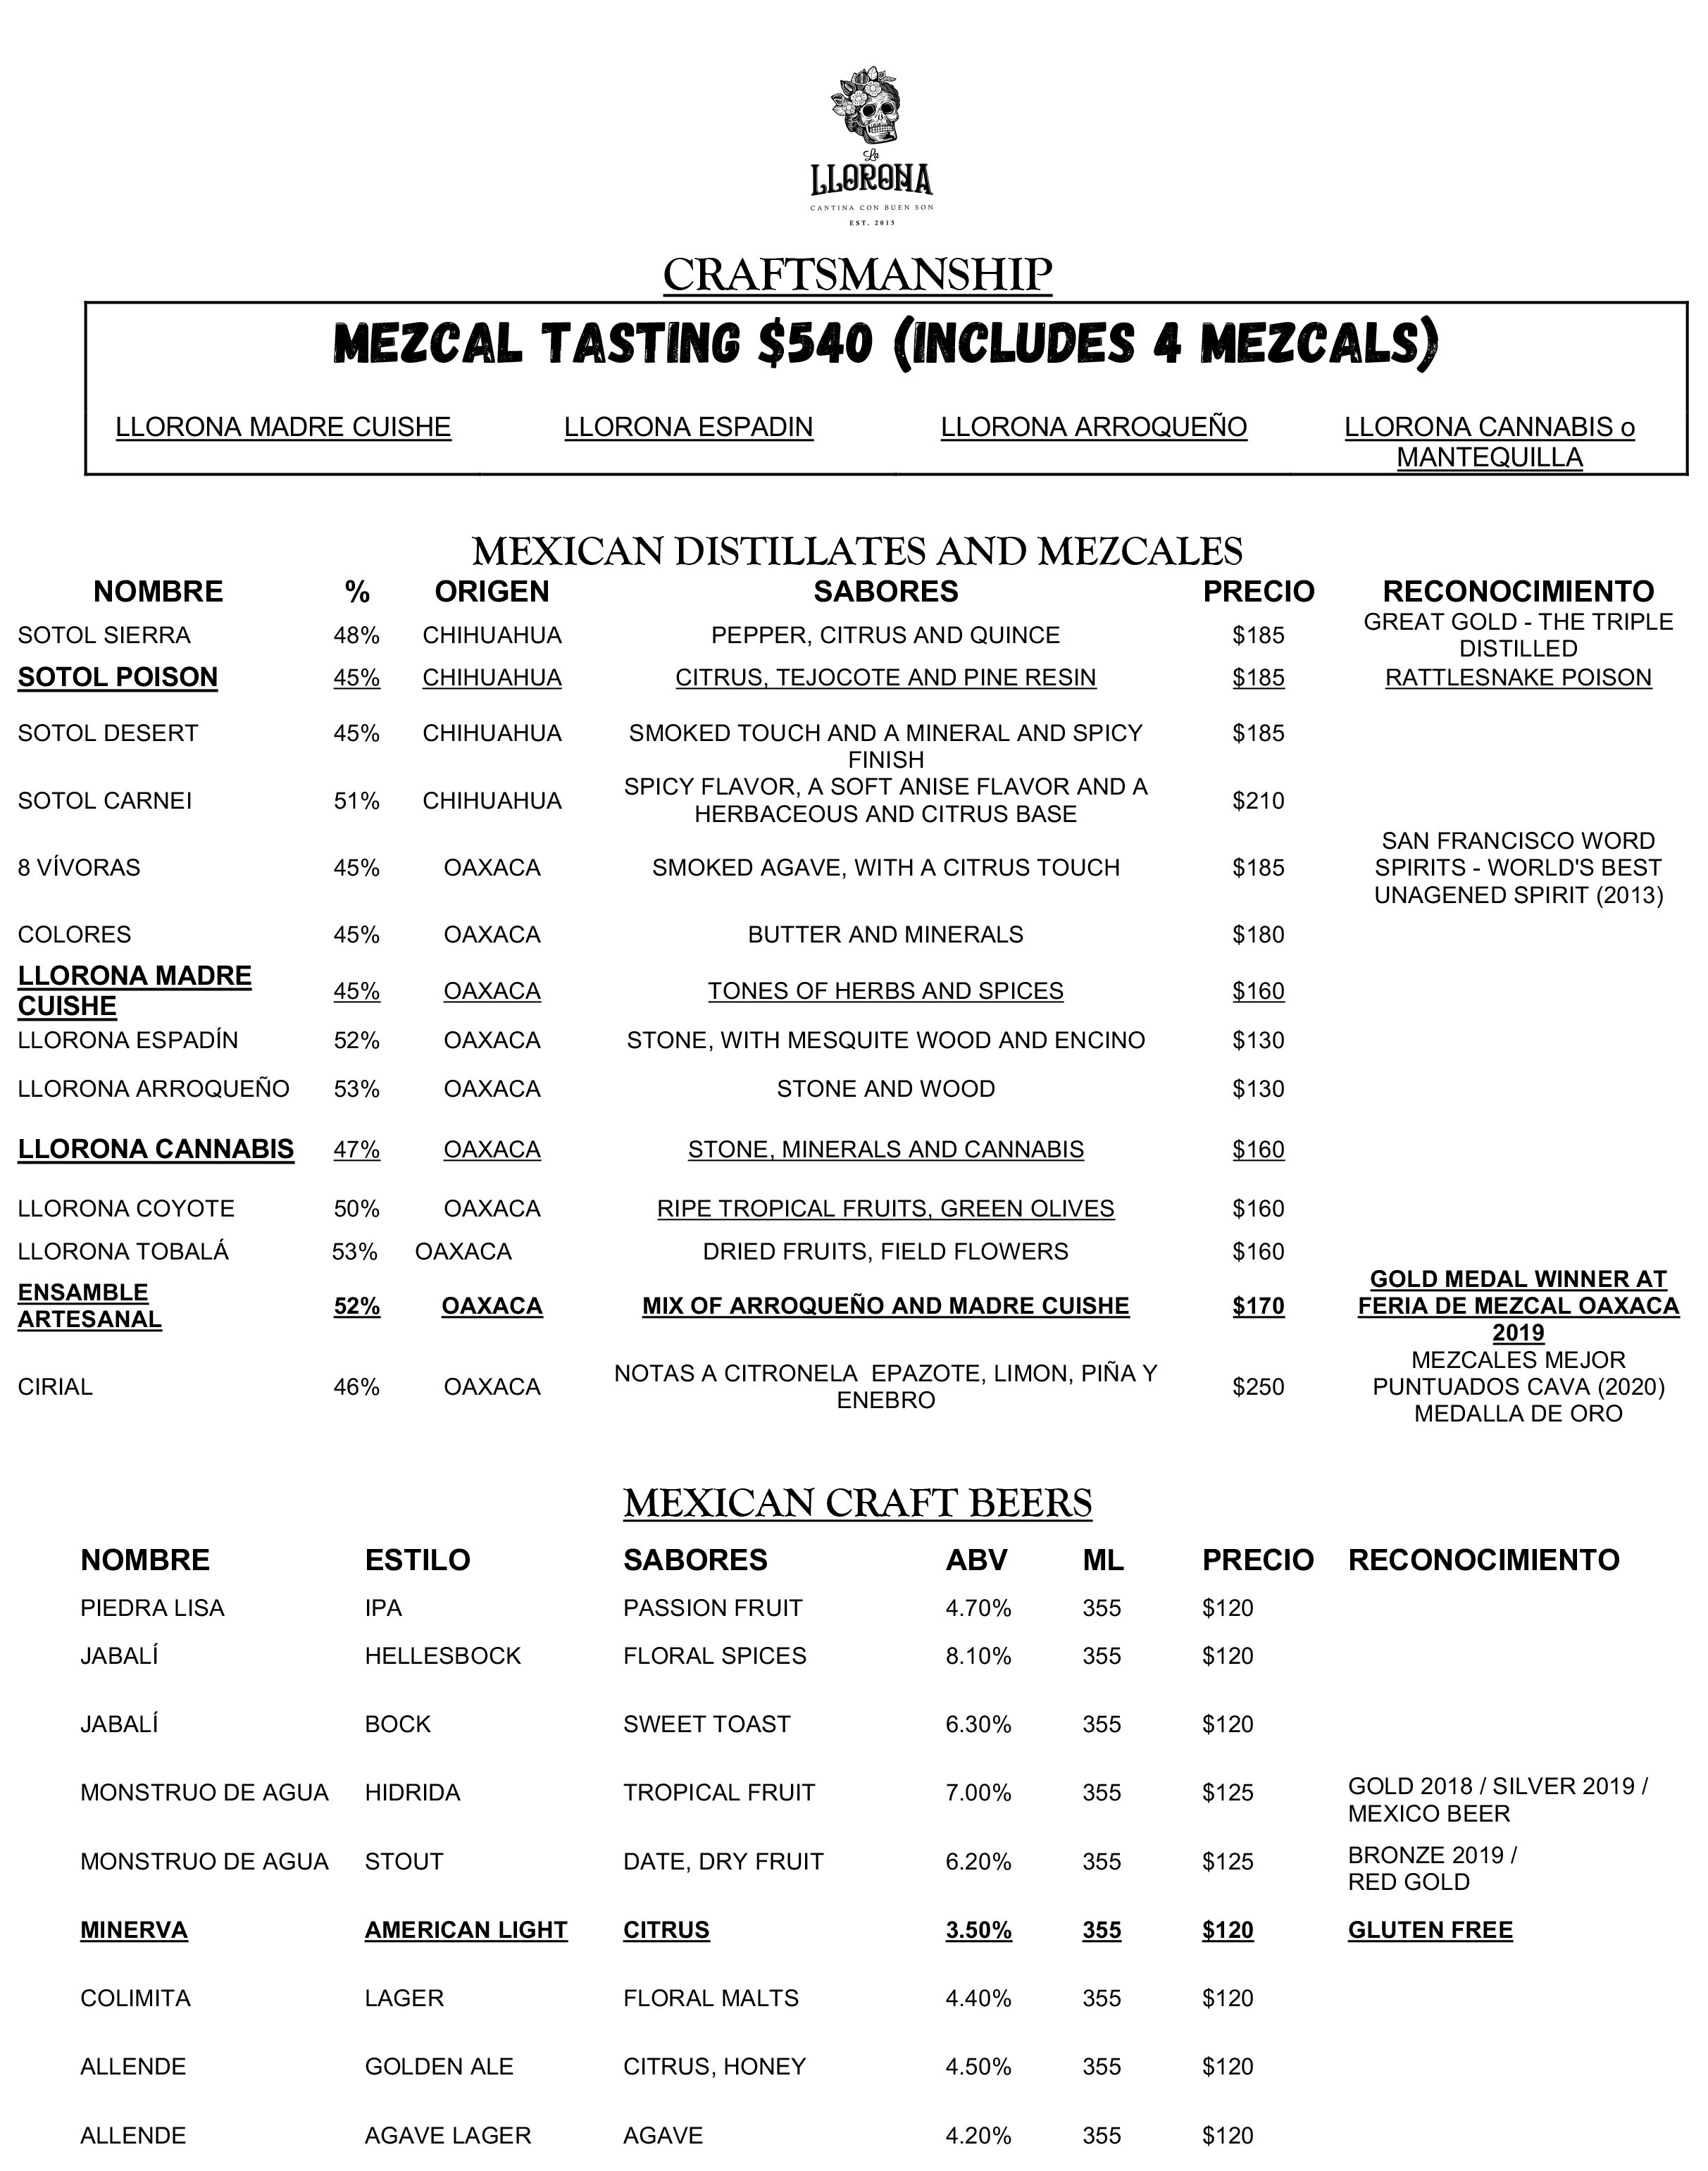 La
LLORONA
CANTINA CON BUEN SON
EST. 2015
CRAFTSMANSHIP
MEZCAL TASTING $540 (INCLUDES 4 MEZCALS)
LLORONA MADRE CUISHE LLORONA ESPADIN LLORONA ARROQUEÑO LLORONA CANNABIS o
MANTEQUILLA
MEXICAN DISTILLATES AND MEZCALES
NOMBRE % ORIGEN SABORES PRECIO RECONOCIMIENTO
SOTOL SIERRA 48% CHIHUAHUA PEPPER, CITRUS AND QUINCE $185 GREAT GOLD - THE TRIPLE
DISTILLED
SOTOL POISON 45% CHIHUAHUA CITRUS, TEJOCOTE AND PINE RESIN $185 RATTLESNAKE POISON
SOTOL DESERT 45% CHIHUAHUA SMOKED TOUCH AND A MINERAL AND SPICY $185
FINISH
SOTOL CARNEI 51% CHIHUAHUA SPICY FLAVOR, A SOFT ANISE FLAVOR AND A
HERBACEOUS AND CITRUS BASE $210
8 VÍVORAS 45% OAXACA SMOKED AGAVE, WITH A CITRUS TOUCH $185 SAN FRANCISCO WORD
SPIRITS - WORLD'S BEST
UNAGENED SPIRIT (2013)
COLORES 45% OAXACA BUTTER AND MINERALS $180
LLORONA MADRE
CUISHE 45% OAXACA TONES OF HERBS AND SPICES $160
LLORONA ESPADÍN 52% OAXACA STONE, WITH MESQUITE WOOD AND ENCINO $130
LLORONA ARROQUEÑO 53% OAXACA STONE AND WOOD $130
LLORONA CANNABIS 47% OAXACA STONE, MINERALS AND CANNABIS $160
LLORONA COYOTE 50% OAXACA RIPE TROPICAL FRUITS, GREEN OLIVES $160
LLORONA TOBALÁ 53% OAXACA DRIED FRUITS, FIELD FLOWERS $160
ENSAMBLE
ARTESANAL 52% OAXACA MIX OF ARROQUEÑO AND MADRE CUISHE $170 GOLD MEDAL WINNER AT
FERIA DE MEZCAL OAXACA
2019
CIRIAL 46% OAXACA NOTAS A CITRONELA EPAZOTE, LIMON, PIÑA Y
ENEBRO $250 MEZCALES MEJOR
PUNTUADOS CAVA (2020)
MEDALLA DE ORO
MEXICAN CRAFT BEERS
NOMBRE ESTILO SABORES ABV ML PRECIO RECONOCIMIENTO
PIEDRA LISA IPA PASSION FRUIT 4.70% 355 $120
JABALÍ HELLESBOCK FLORAL SPICES 8.10% 355 $120
JABALÍ BOCK SWEET TOAST 6.30% 355 $120
MONSTRUO DE AGUA HIDRIDA TROPICAL FRUIT 7.00% 355 $125 GOLD 2018 / SILVER 2019 /
MEXICO BEER
MONSTRUO DE AGUA STOUT DATE, DRY FRUIT 6.20% 355 $125 BRONZE 2019 /
RED GOLD
MINERVA AMERICAN LIGHT CITRUS 3.50% 355 $120 GLUTEN FREE
COLIMITA LAGER FLORAL MALTS 4.40% 355 $120
ALLENDE GOLDEN ALE CITRUS, HONEY 4.50% 355 $120
ALLENDE AGAVE LAGER AGAVE 4.20% 355 $120